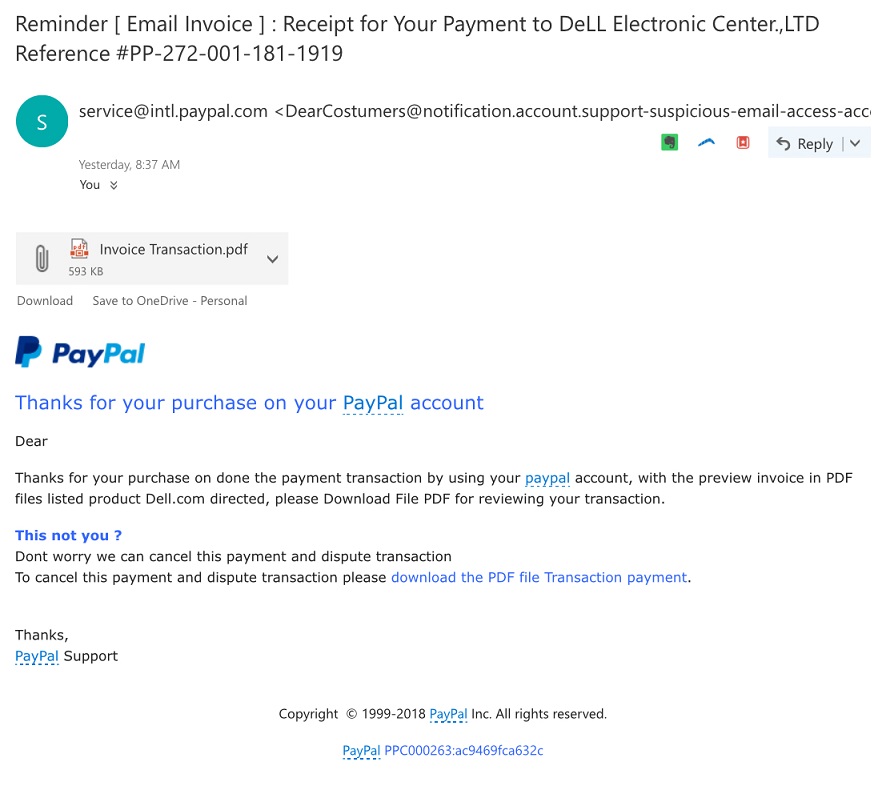 Reminder [ Email Invoice ] : Receipt for Your Payment to DeLL Electronic Center.,LTD
Reference #PP-272-001-181-1919
S
service@intl.paypal.com <DearCostumers@notification.account.support-suspicious-email-access-acc
Reply
Yesterday, 8:37 AM
You
Invoice Transaction.pdf
593 KB
Download Save to OneDrive - Personal
PayPal
Thanks for your purchase on your PayPal account
Dear
Thanks for your purchase on done the payment transaction by using your paypal account, with the preview invoice in PDF
files listed product Dell.com directed, please Download File PDF for reviewing your transaction.
This not you ?
Dont worry we can cancel this payment and dispute transaction
To cancel this payment and dispute transaction please download the PDF file Transaction payment.
Thanks,
PayPal Support
Copyright © 1999-2018 PayPal Inc. All rights reserved.
PayPal PPC000263:ac9469fca632c